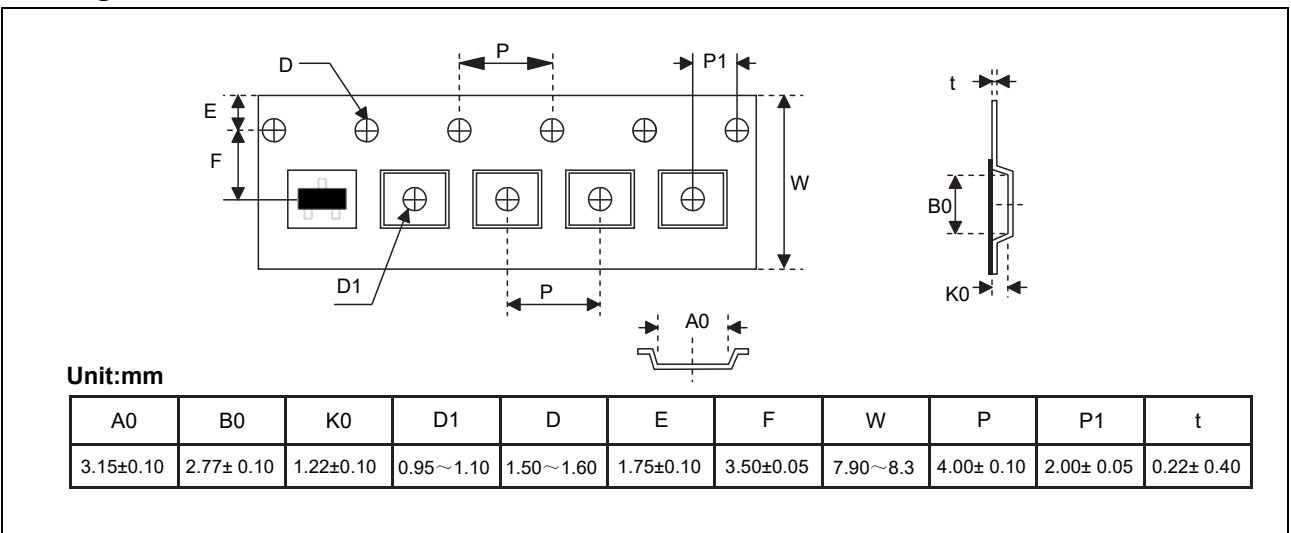 D P P1 t
E
F
W
B0
D1 P K0
A0
Unit:mm
A0 B0 K0 D1 D E F W P P1 t
3.15±0.10 2.77± 0.10 1.22±0.10 0.95～1.10 1.50～1.60 1.75±0.10 3.50±0.05 7.90～8.3 4.00± 0.10 2.00± 0.05 0.22± 0.40